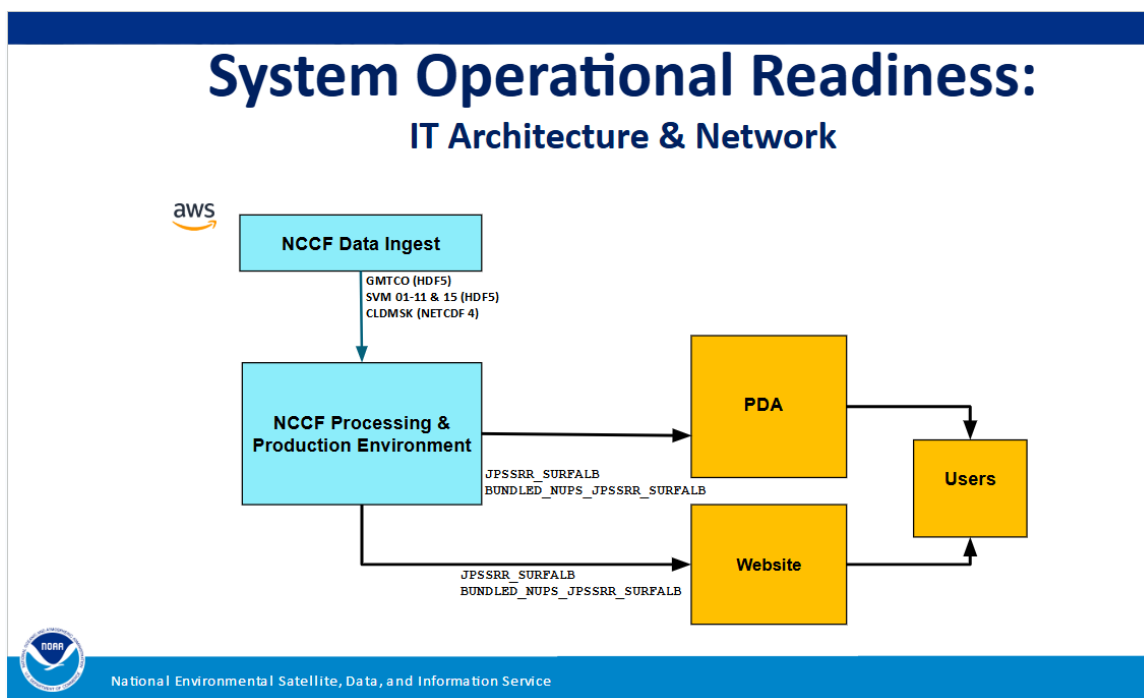 System Operational Readiness:
IT Architecture & Network
aws
NCCF Data Ingest
GMTCO (HDF5)
SVM 01-11 & 15 (HDF5)
CLDMSK (NETCDF 4)
NCCF Processing &
Production Environment
JPSSRR_SURFALB
BUNDLED_NUPS_JPSSRR_SURFALB
PDA
Users
JPSSRR_SURFALB
BUNDLED_NUPS_JPSSRR_SURFALB
Website
NOAA
National Environmental Satellite, Data, and Information Service